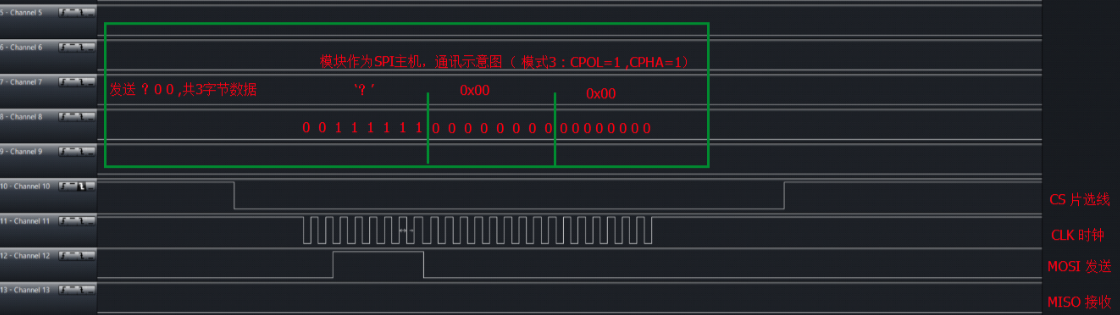 5 - Channel 5
6 - Channel 6
模块作为SPI主机，通讯示意图（ 模式3：CPOL=1 ,CPHA=1）
7 - Channel 7
发送 ? 0 0 ,共3字节数据
'? '
0x00
0x00
8 - Channel 8
0 0 1 1 1 1 1 1 0 0 0 0 0 0 0 0 0 0 0 0 0 0 0 0
9 - Channel 9
10 - Channel 10
CS 片选线
11 - Channel 11
CLK 时钟
12 - Channel 12
MOSI 发送
13 - Channel 13
MISO 接收